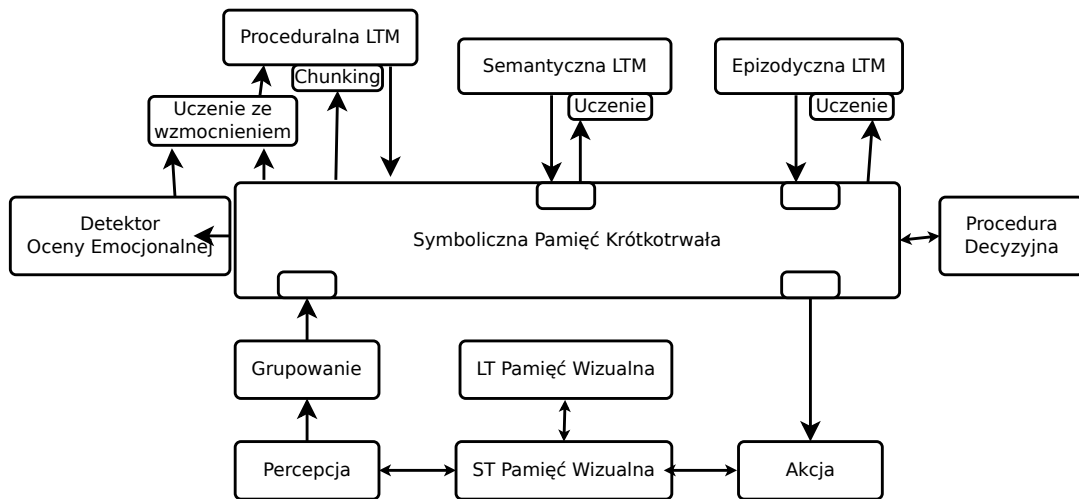 Proceduralna LTM
Chunking
Semantyczna LTM
Epizodyczna LTM
Uczenie ze
wzmocnieniem
Uczenie
Uczenie
Detektor
Oceny Emocjonalnej
Symboliczna Pamięć Krótkotrwała
Procedura
Decyzyjna
Grupowanie
LT Pamięć Wizualna
Percepcja
ST Pamięć Wizualna
Akcja